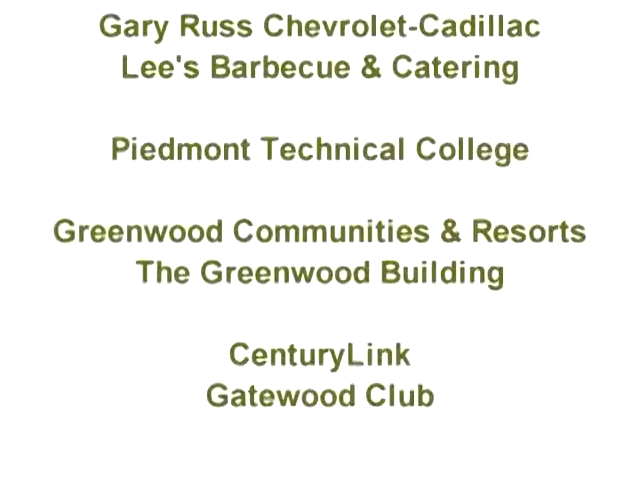 Gary Russ Chevrolet-Cadillac
Lee's Barbecue & Catering
Piedmont Technical College
Greenwood Communities & Resorts
The Greenwood Building
CenturyLink
Gatewood Club